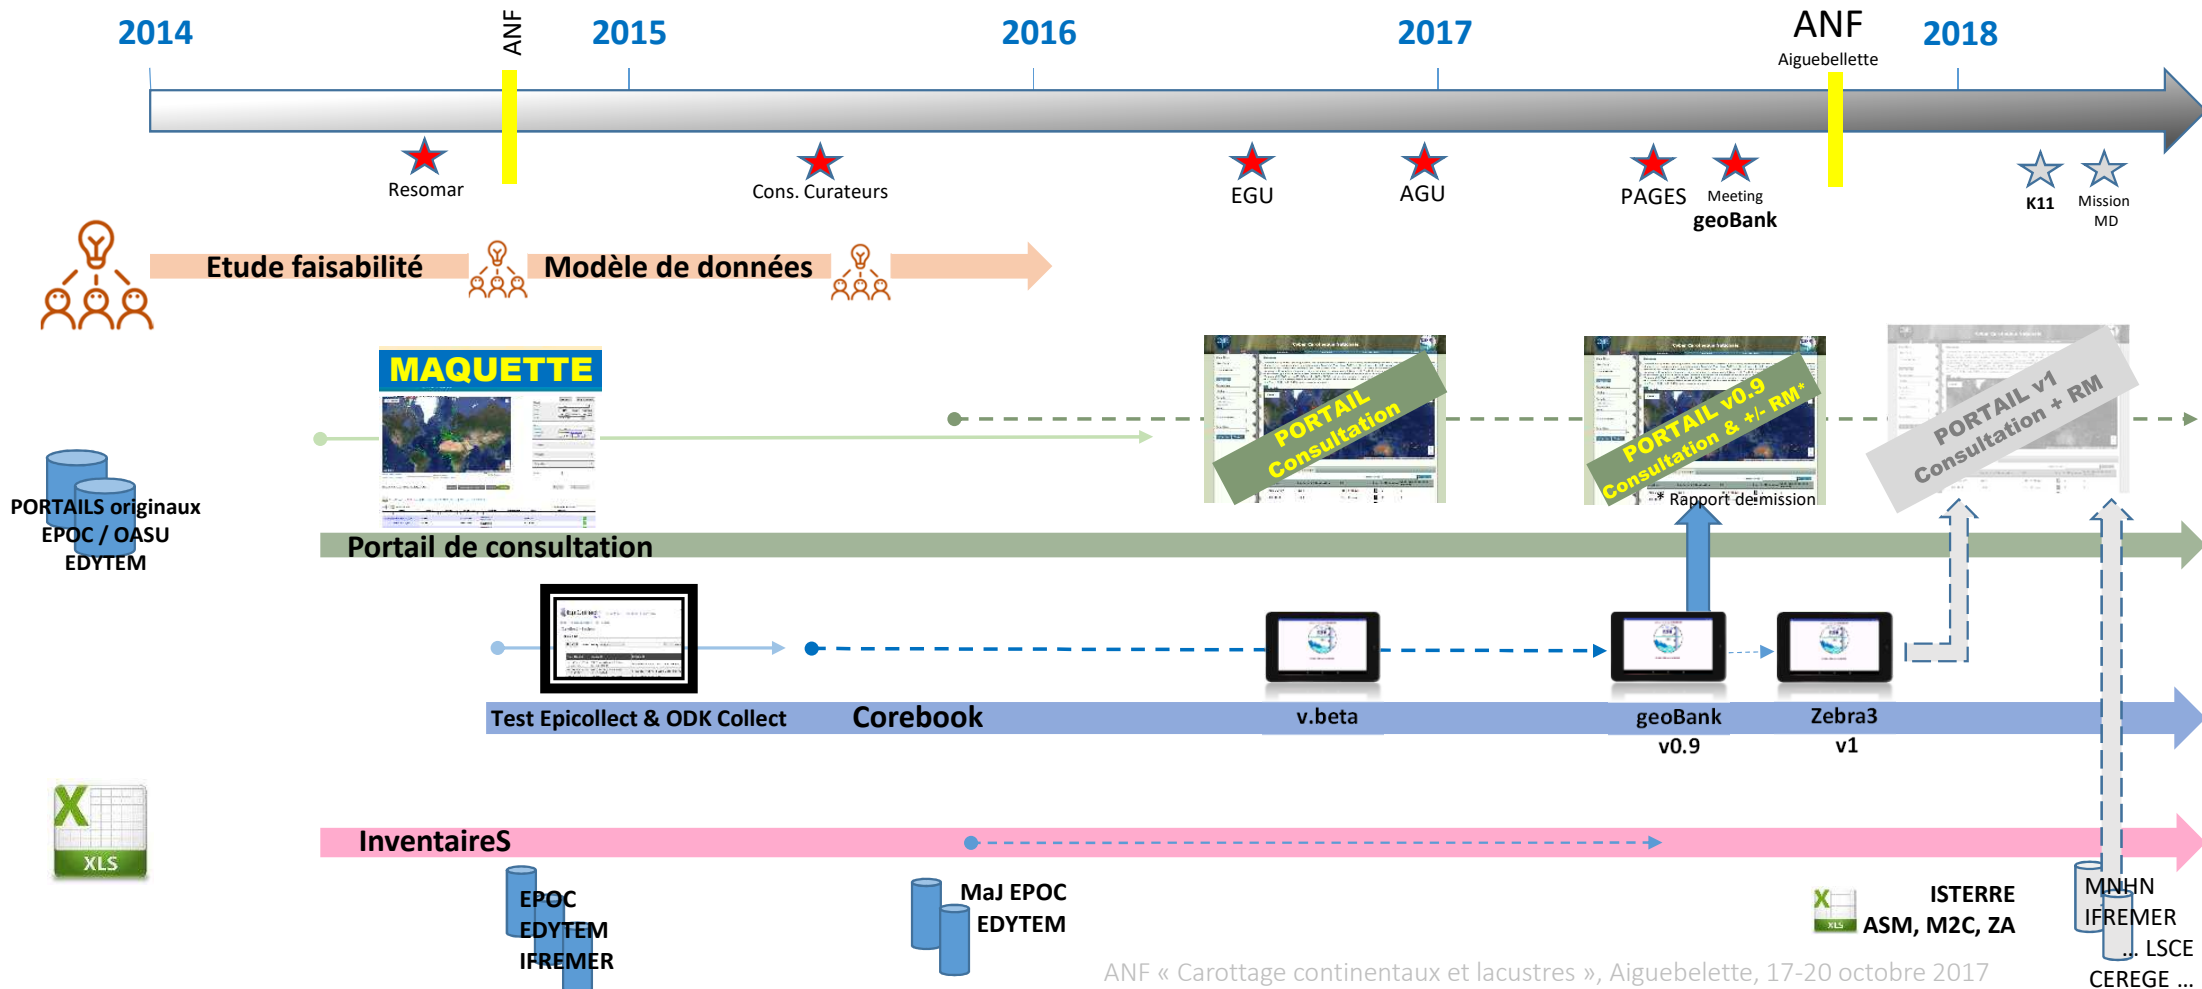 2014
ANF
2015
2016
2017
ANF
Aiguebellette
2018
Resomar
Cons. Curateurs
EGU
AGU
PAGES
Meeting
geoBank
K11
Mission
MD
Etude faisabilité
Modèle de données
MAQUETTE
PORTAIL
Consultation
PORTAIL v0.9
Consultation & +/- RM*
* Rapport de mission
PORTAIL v1
Consultation + RM
PORTAILS originaux
EPOC / OASU
EDYTEM
Portail de consultation
Test Epicollect & ODK Collect
Corebook
v.beta
geoBank
v0.9
Zebra3
v1
X
XLS
InventaireS
EPOC
EDYTEM
IFREMER
MaJ EPOC
EDYTEM
X
XLS
ISTERRE
ASM, M2C, ZA
MNHN
IFREMER
... LSCE
CEREGE ...
ANF « Carottage continentaux et lacustres », Aiguebelette, 17-20 octobre 2017